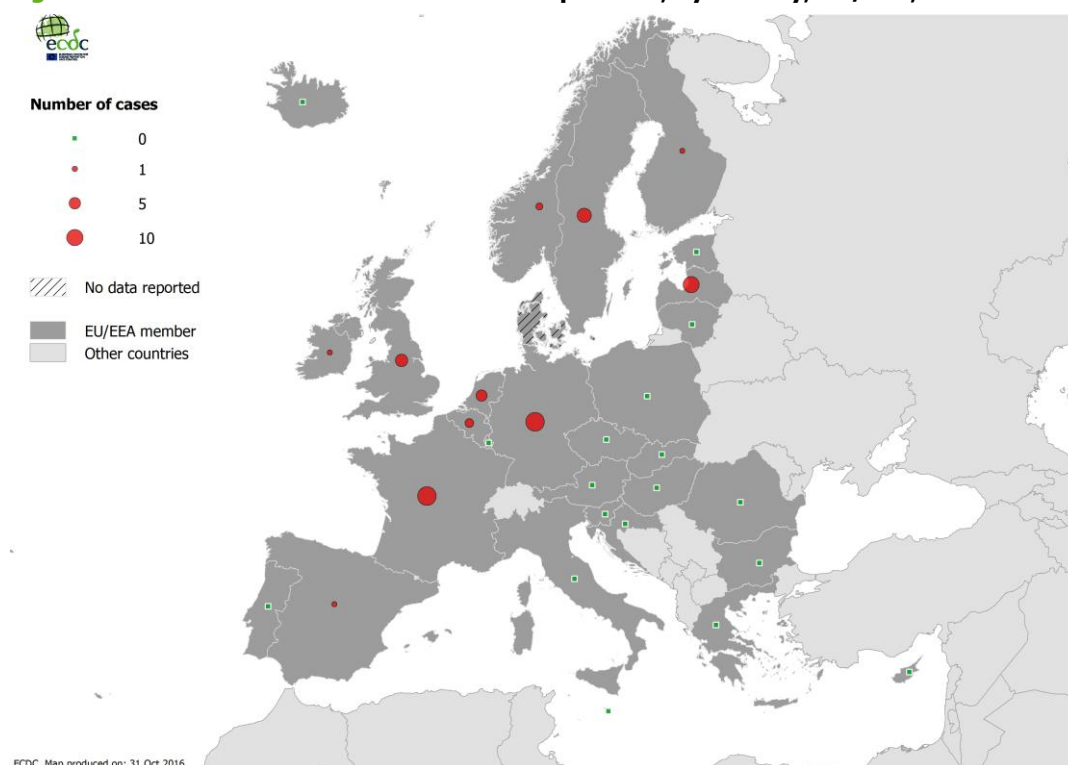 ecdc
Number of cases
0
1
5
10
No data reported
EU/EEA member
Other countries
ECDC. Map produced on: 31 Oct 2016